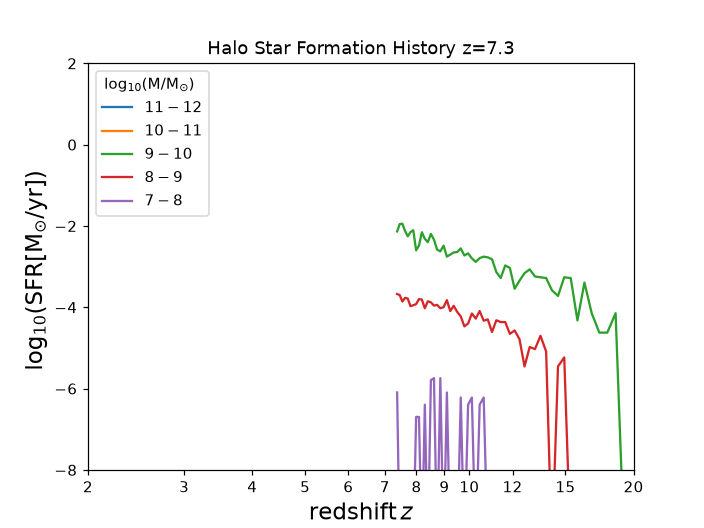 Halo Star Formation History z=7.3
log₁₀(M/M⊙)
11 − 12
10 − 11
9 − 10
8 − 9
7 − 8
log₁₀(SFR[M⊙/yr])
2
0
−2
−4
−6
−8
2 3 4 5 6 7 8 9 10 12 15 20
redshift z